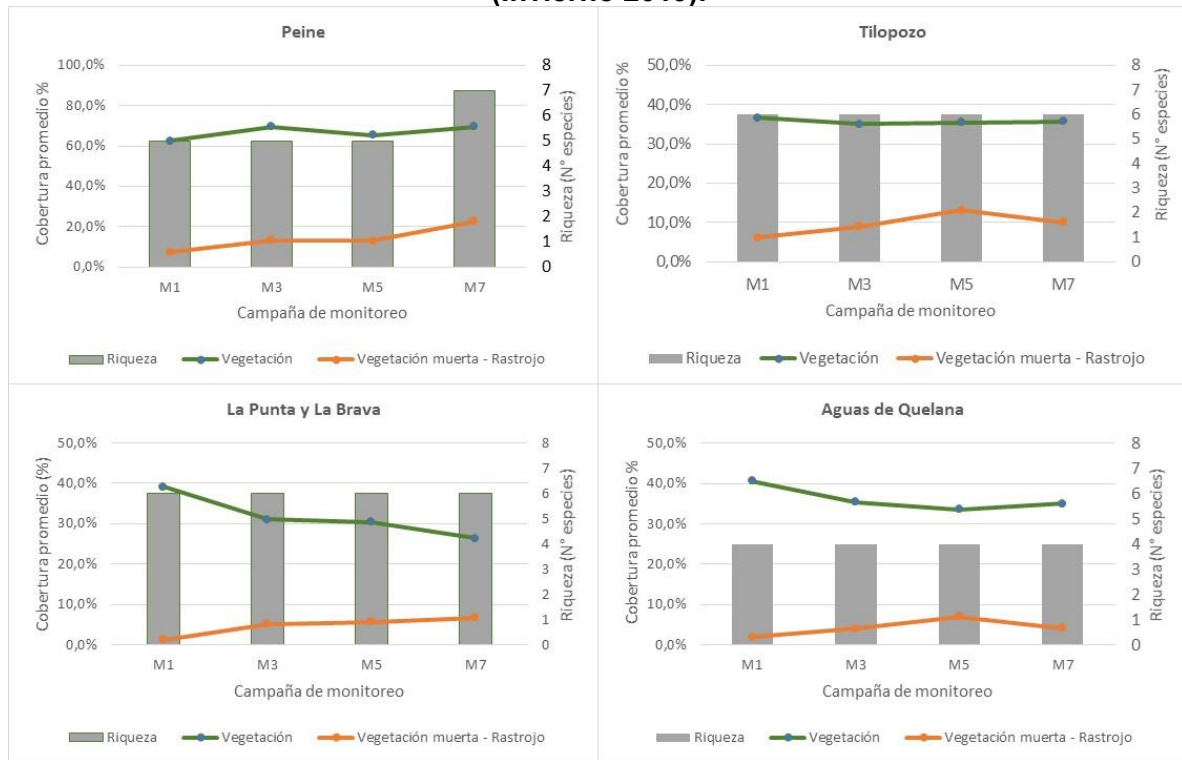 (Invierno 2018).
Peine
Cobertura promedio %
100,0%
80,0%
60,0%
40,0%
20,0%
0,0%
8
7
6
5
4
3
2
1
0
Riqueza (N° especies)
M1 M3 M5 M7
Campaña de monitoreo
Riqueza Vegetación Vegetación muerta - Rastrojo
Tilopozo
Cobertura promedio %
50,0%
40,0%
30,0%
20,0%
10,0%
0,0%
8
7
6
5
4
3
2
1
0
Riqueza (N° especies)
M1 M3 M5 M7
Campaña de monitoreo
Riqueza Vegetación Vegetación muerta - Rastrojo
La Punta y La Brava
Cobertura promedio (%)
50,0%
40,0%
30,0%
20,0%
10,0%
0,0%
8
7
6
5
4
3
2
1
0
Riqueza (N° especies)
M1 M3 M5 M7
Campaña de monitoreo
Riqueza Vegetación Vegetación muerta - Rastrojo
Aguas de Quelana
Cobertura promedio %
50,0%
40,0%
30,0%
20,0%
10,0%
0,0%
8
7
6
5
4
3
2
1
0
Riqueza (N° especies)
M1 M3 M5 M7
Campaña de monitoreo
Riqueza Vegetación Vegetación muerta - Rastrojo